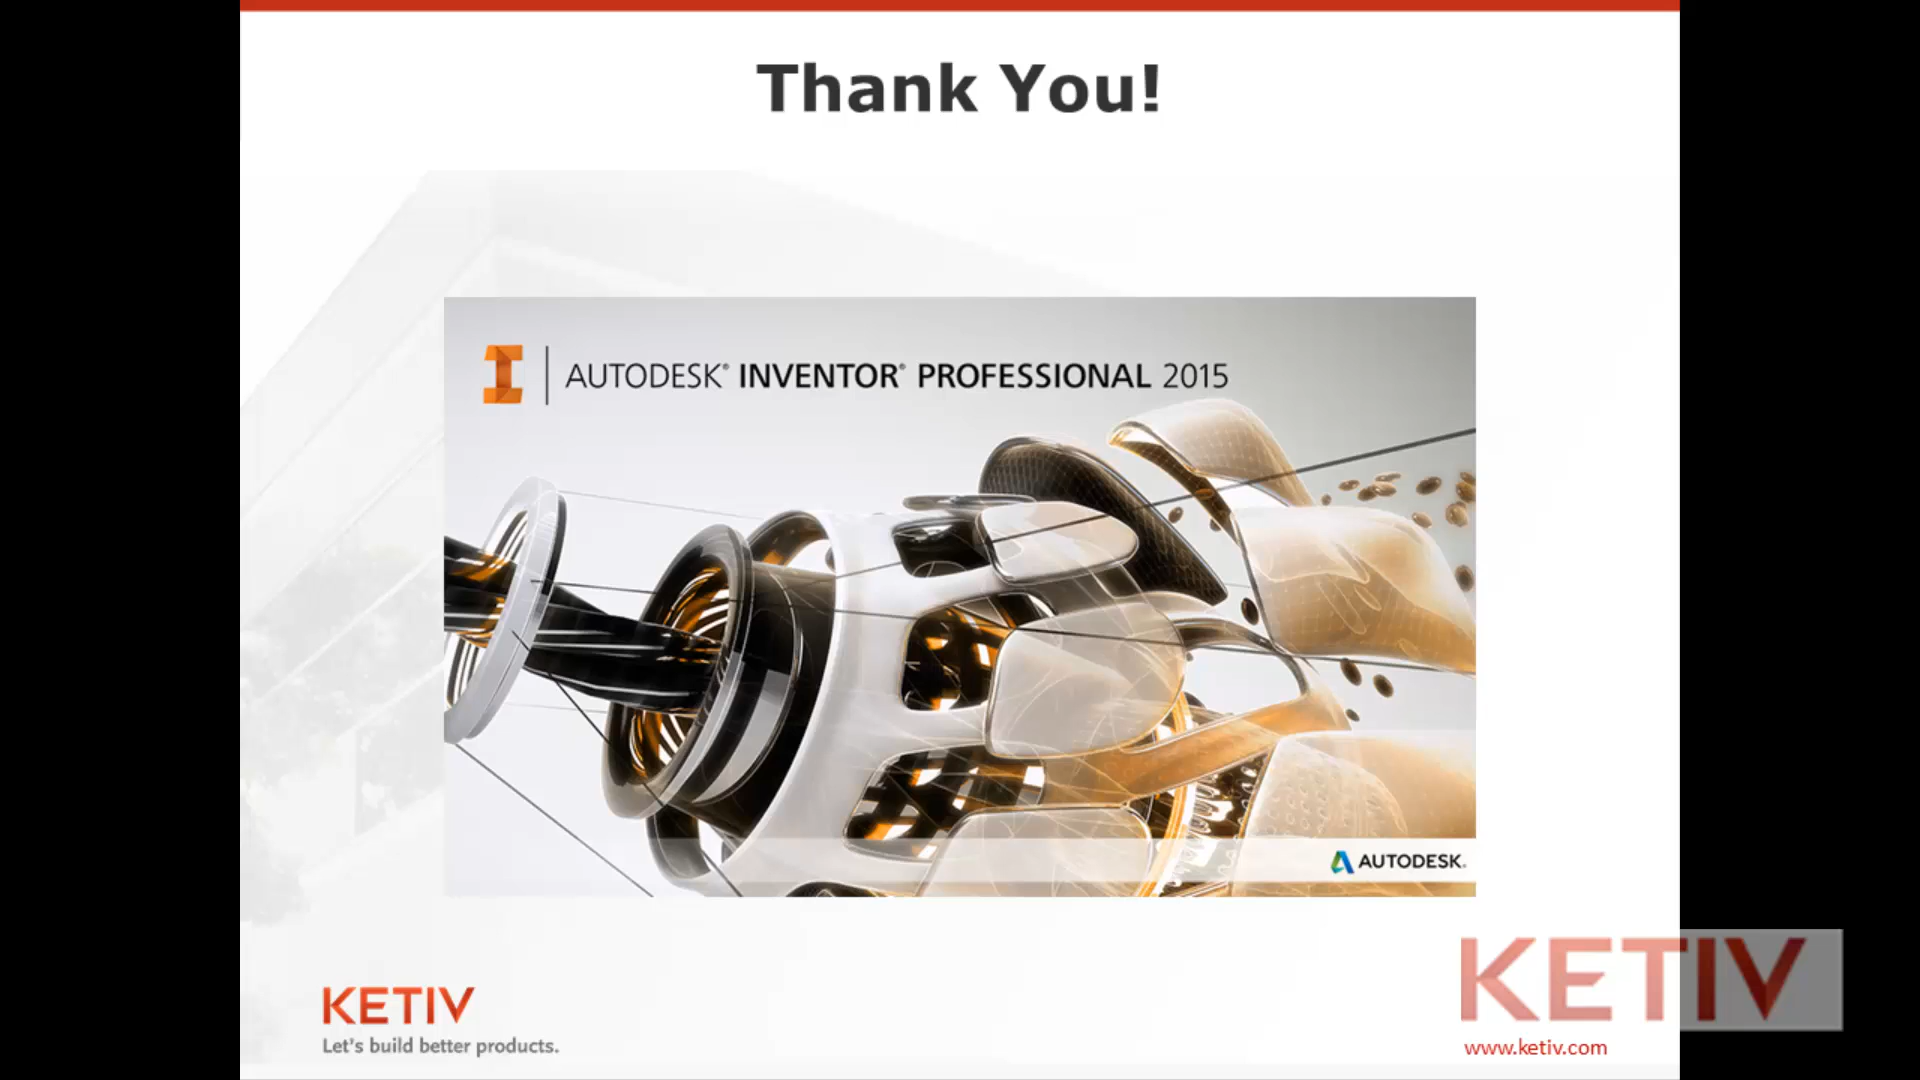 Thank You!
AUTODESK® INVENTOR® PROFESSIONAL 2015
AUTODESK.
KETIV
Let's build better products.
KETIV
www.ketiv.com